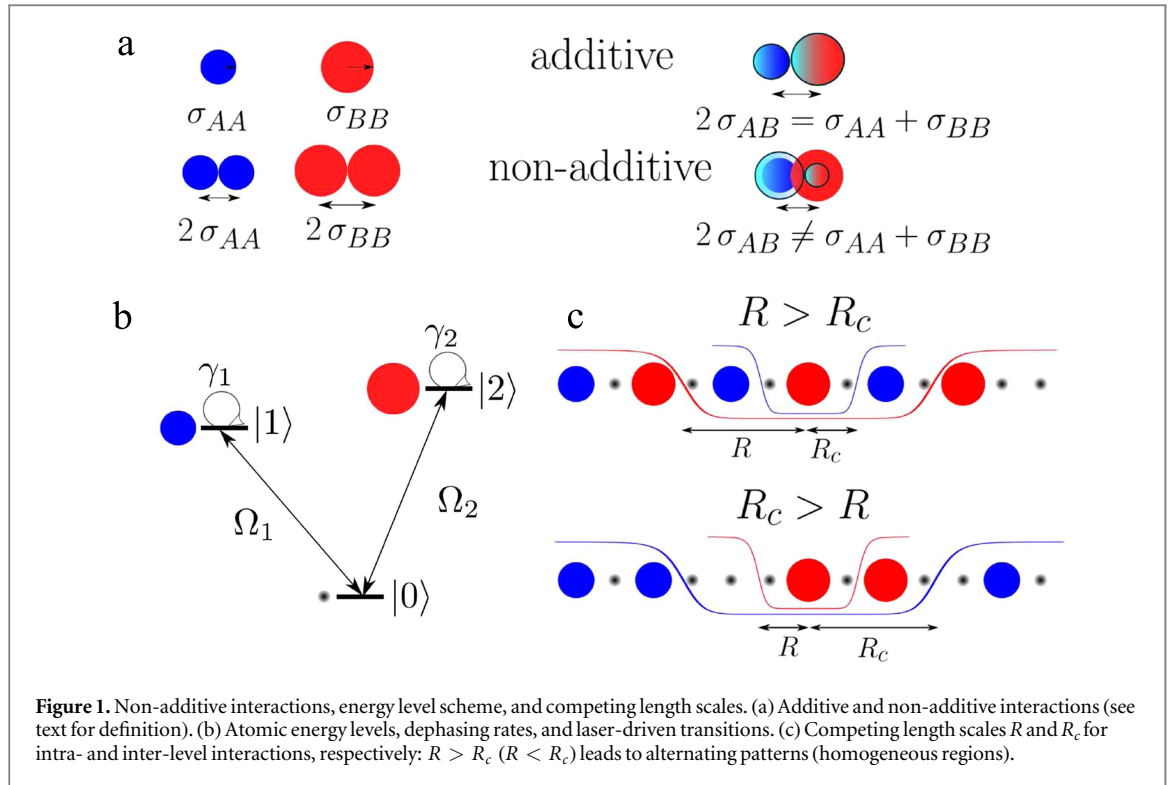 a
additive
σ_AA
σ_BB
2 σ_AB = σ_AA + σ_BB
non-additive
2 σ_AA
2 σ_BB
2 σ_AB ≠ σ_AA + σ_BB
b
γ_1
|1⟩
γ_2
|2⟩
Ω_1
Ω_2
|0⟩
c
R > R_c
R
R_c
R_c > R
R
R_c
Figure 1. Non-additive interactions, energy level scheme, and competing length scales. (a) Additive and non-additive interactions (see
text for definition). (b) Atomic energy levels, dephasing rates, and laser-driven transitions. (c) Competing length scales R and R_c for
intra- and inter-level interactions, respectively: R > R_c (R < R_c) leads to alternating patterns (homogeneous regions).